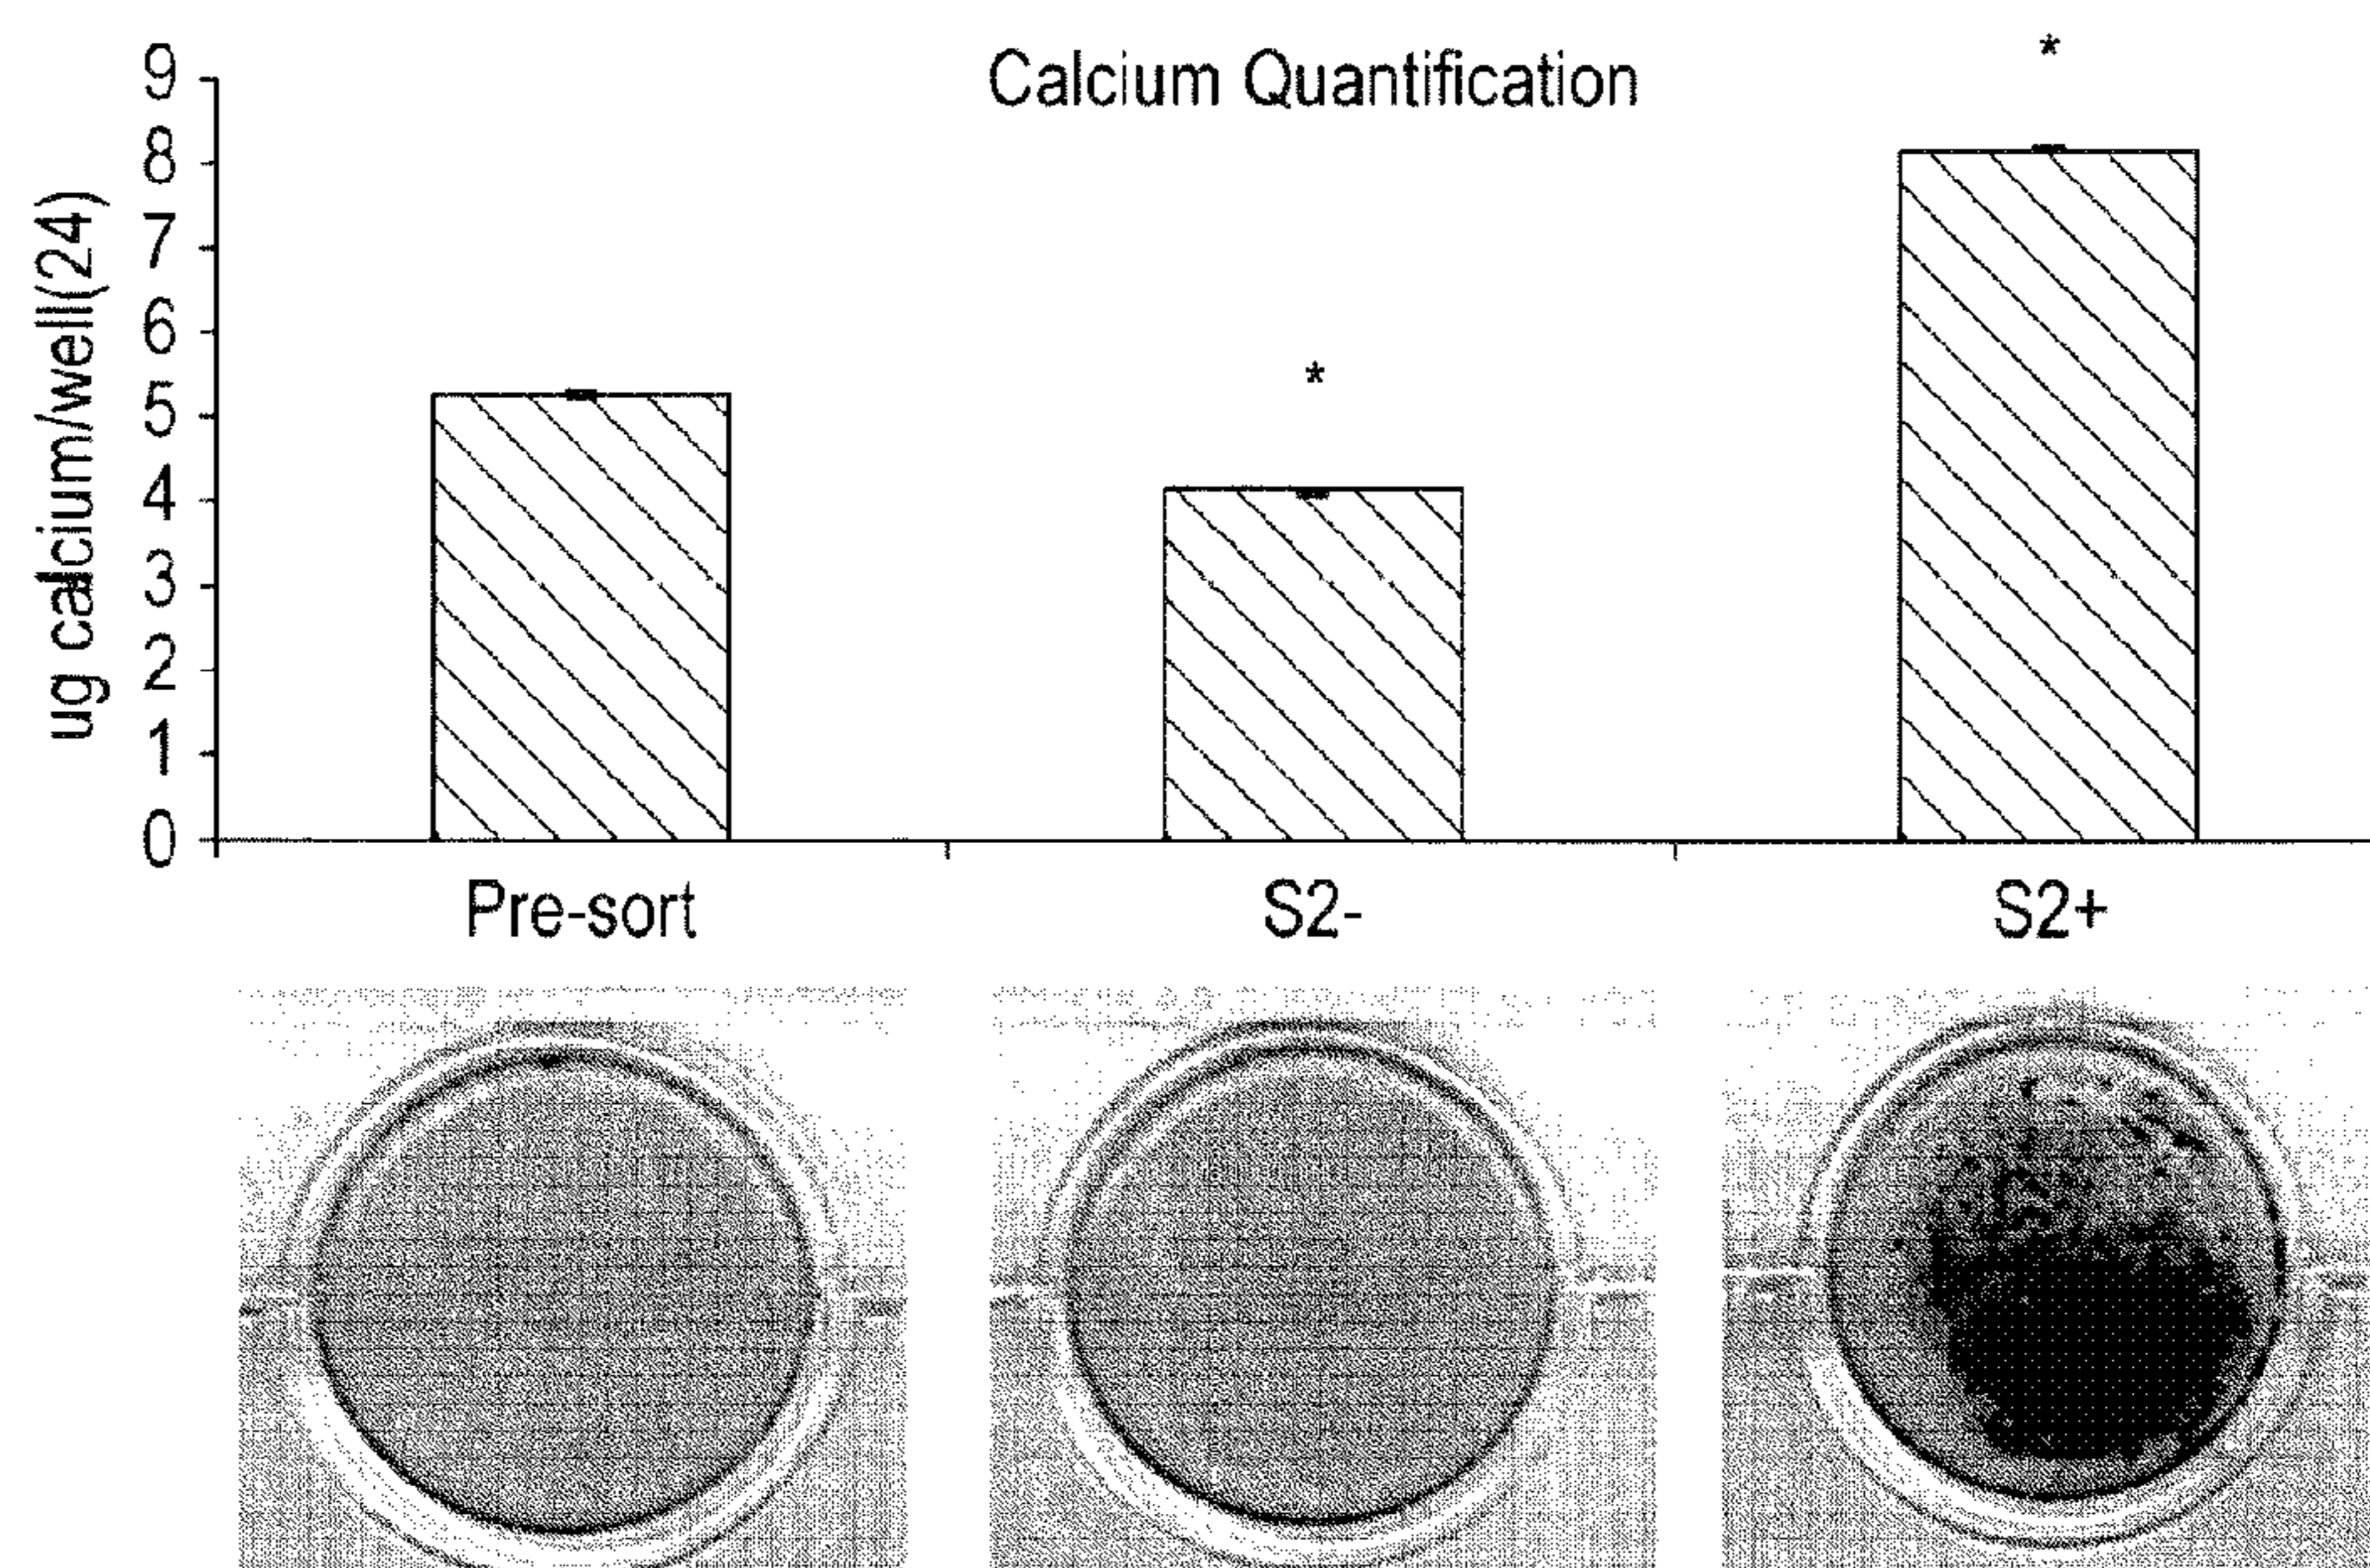 Calcium Quantification
ug calcium/well(24)
9
8
7
6
5
4
3
2
1
0
*
*
Pre-sort
S2-
S2+